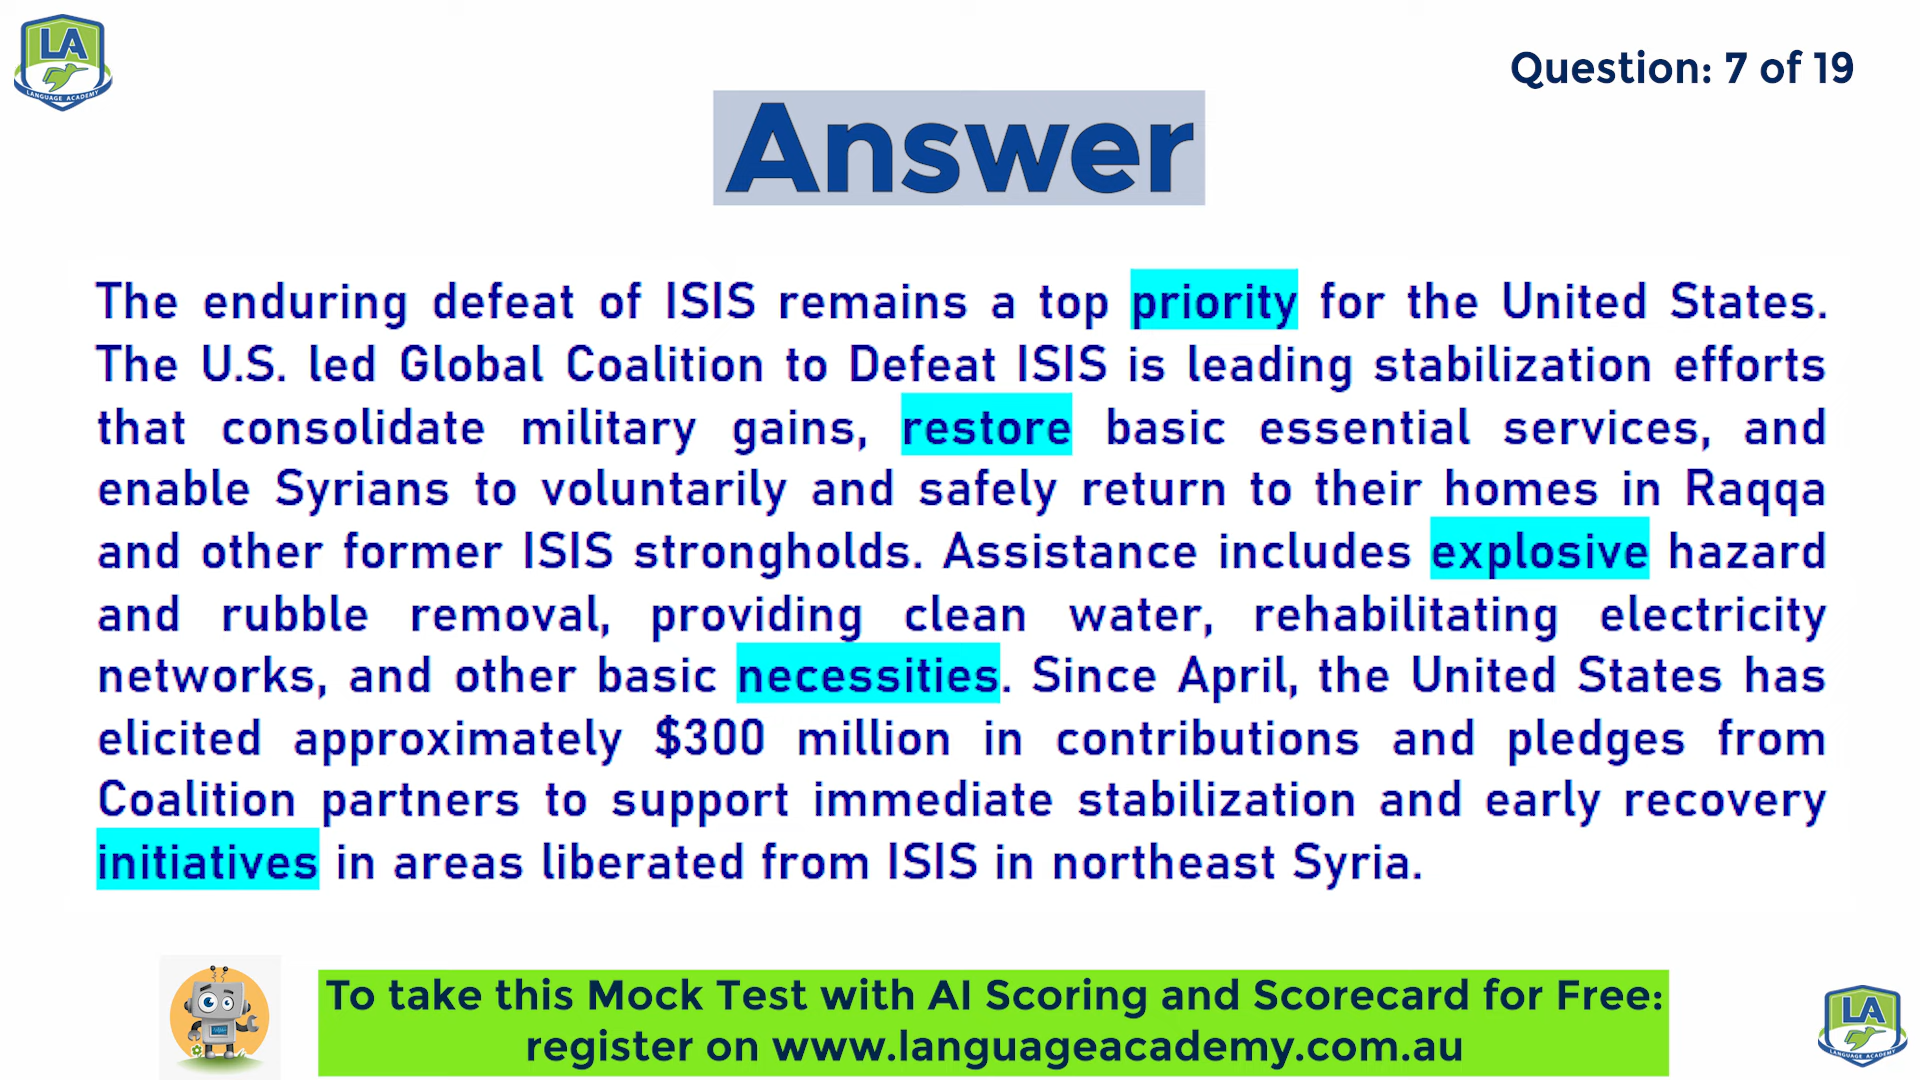 LA
LANGUAGE ACADEMY
Question: 7 of 19
Answer
The enduring defeat of ISIS remains a top priority for the United States.
The U.S. led Global Coalition to Defeat ISIS is leading stabilization efforts
that consolidate military gains, restore basic essential services, and
enable Syrians to voluntarily and safely return to their homes in Raqqa
and other former ISIS strongholds. Assistance includes explosive hazard
and rubble removal, providing clean water, rehabilitating electricity
networks, and other basic necessities. Since April, the United States has
elicited approximately $300 million in contributions and pledges from
Coalition partners to support immediate stabilization and early recovery
initiatives in areas liberated from ISIS in northeast Syria.
To take this Mock Test with AI Scoring and Scorecard for Free:
register on www.languageacademy.com.au
LA
LANGUAGE ACADEMY